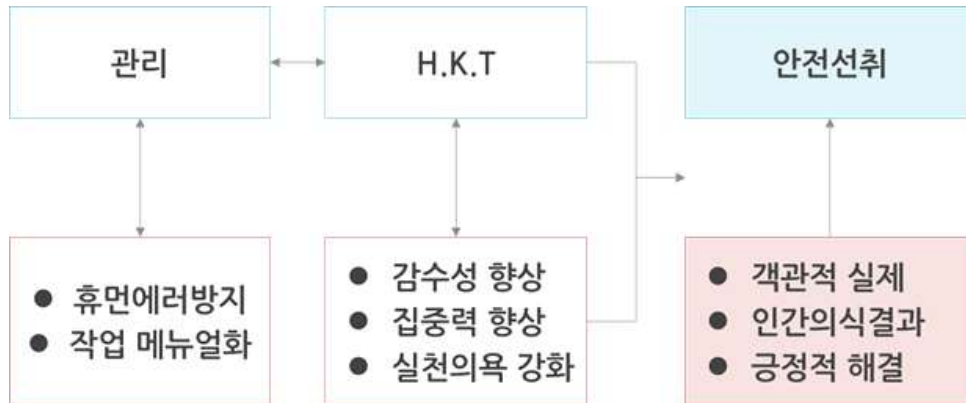 관리
H.K.T
안전선취
● 휴먼에러방지
● 작업 메뉴얼화
● 감수성 향상
● 집중력 향상
● 실천의욕 강화
● 객관적 실제
● 인간의식결과
● 긍정적 해결